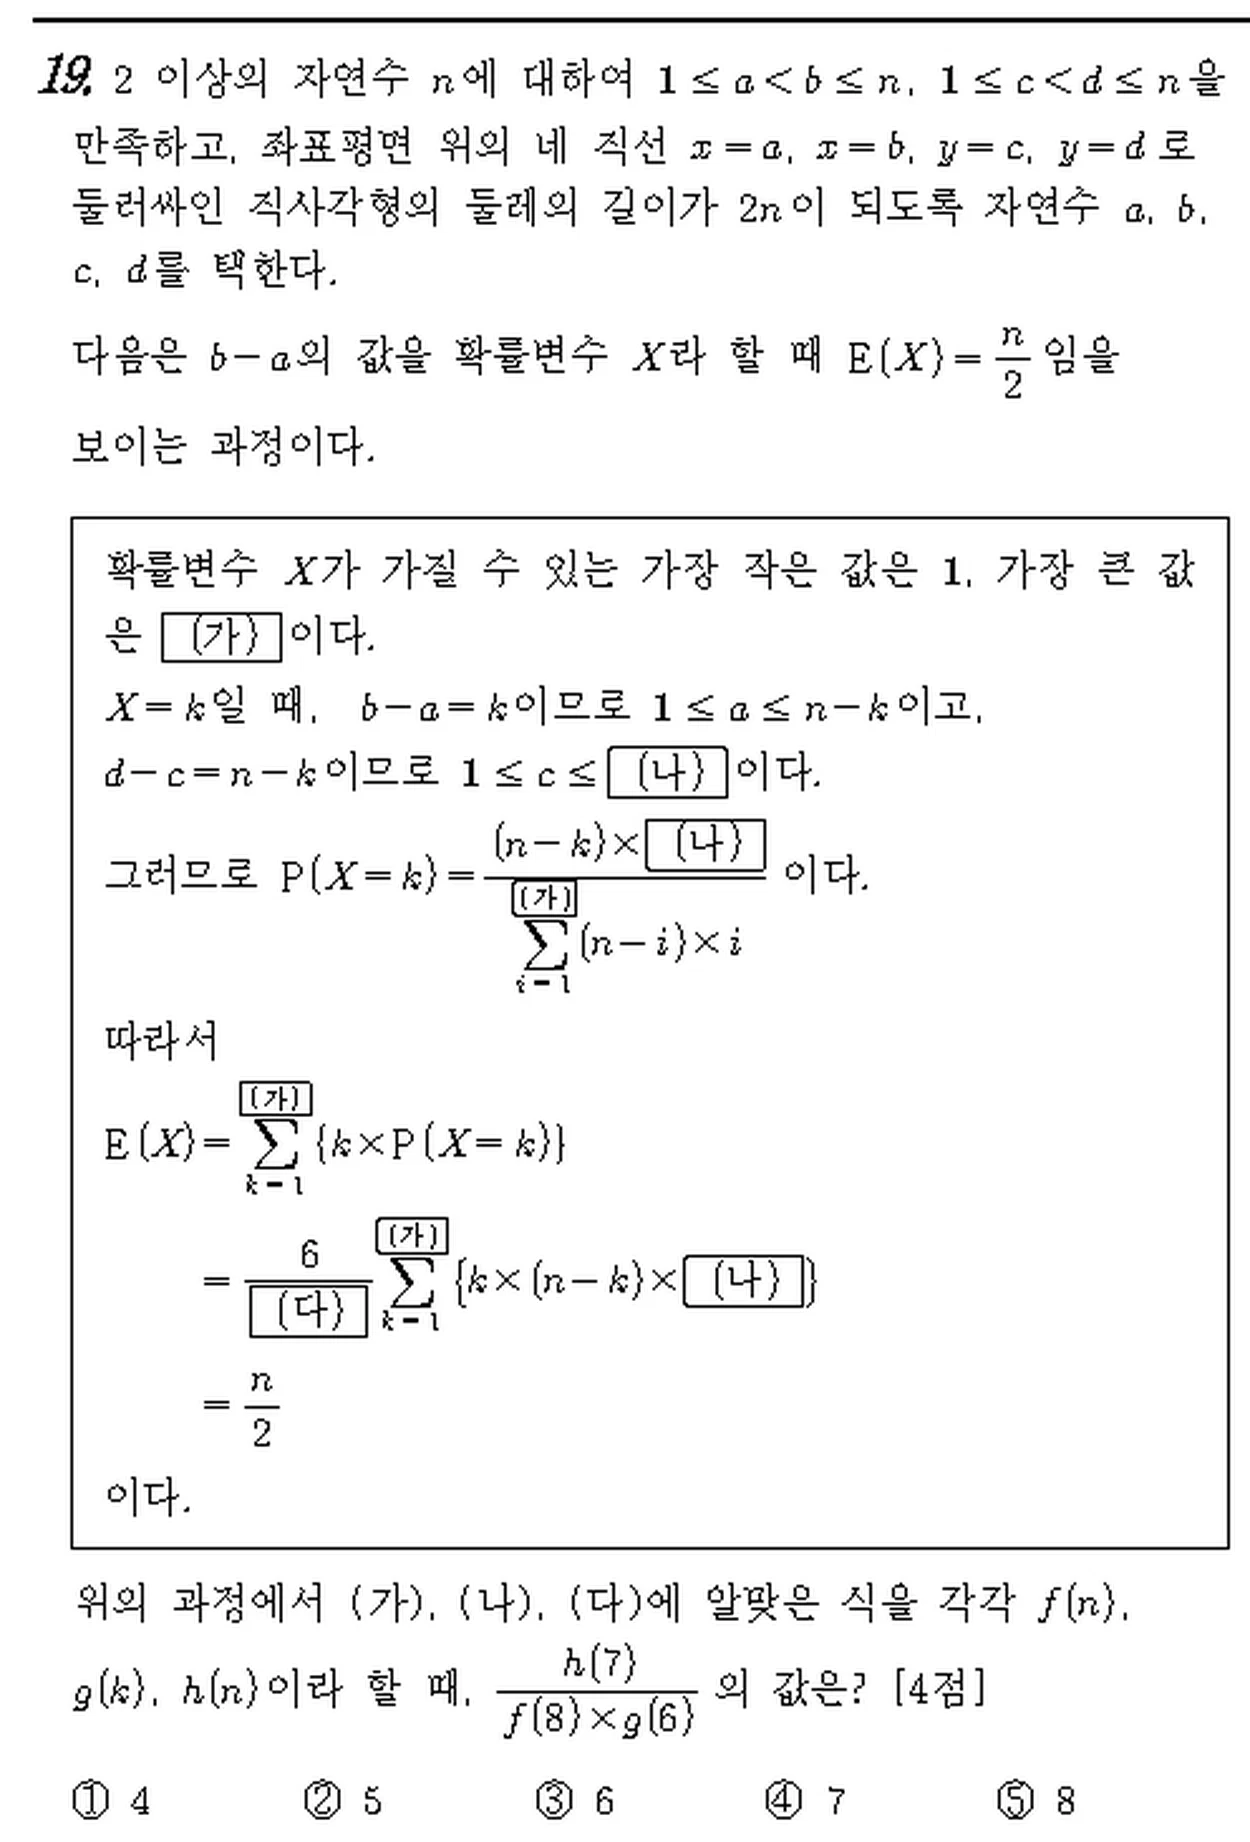 19. 2 이상의 자연수 n에 대하여 1≤a<b≤n, 1≤c<d≤n을
만족하고, 좌표평면 위의 네 직선 x=a, x=b, y=c, y=d로
둘러싸인 직사각형의 둘레의 길이가 2n이 되도록 자연수 a, b,
c, d를 택한다.
다음은 b-a의 값을 확률변수 X라 할 때 E(X)=n/2임을
보이는 과정이다.
확률변수 X가 가질 수 있는 가장 작은 값은 1, 가장 큰 값
은 (가) 이다.
X=k일 때, b-a=k이므로 1≤a≤n-k이고,
d-c=n-k이므로 1≤c≤ (나) 이다.
그러므로 P(X=k)= (n-k)×(나) / ∑_{i=1}^{(가)} (n-i)×i 이다.
따라서
E(X)= ∑_{k=1}^{(가)} {k×P(X=k)}
= 6/(다) ∑_{k=1}^{(가)} {k×(n-k)×(나)}
= n/2
이다.
위의 과정에서 (가), (나), (다)에 알맞은 식을 각각 f(n),
g(k), h(n)이라 할 때, h(7)/(f(8)×g(6)) 의 값은? [4점]
① 4 ② 5 ③ 6 ④ 7 ⑤ 8